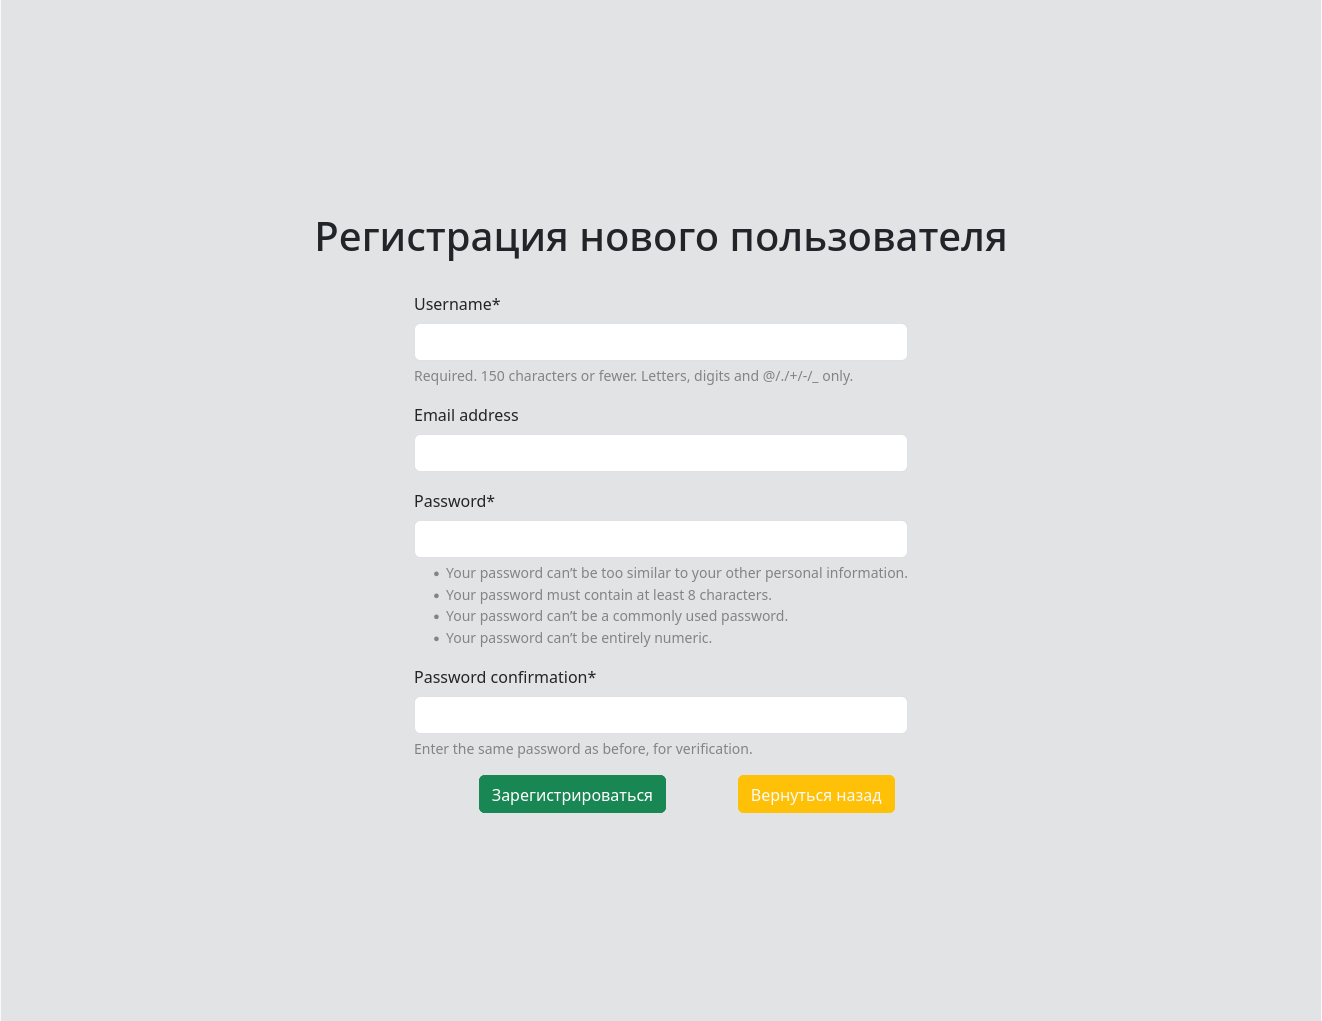 Регистрация нового пользователя
Username*
Required. 150 characters or fewer. Letters, digits and @/./+/-/_ only.
Email address
Password*
• Your password can’t be too similar to your other personal information.
• Your password must contain at least 8 characters.
• Your password can’t be a commonly used password.
• Your password can’t be entirely numeric.
Password confirmation*
Enter the same password as before, for verification.
Зарегистрироваться Вернуться назад